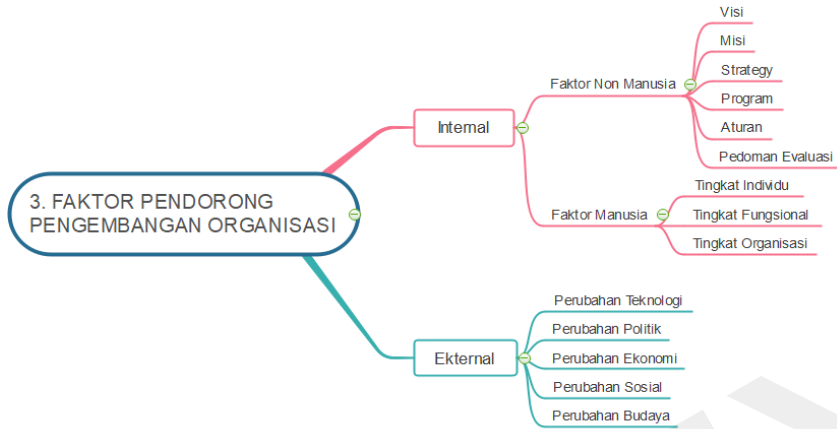 3. FAKTOR PENDORONG
PENGEMBANGAN ORGANISASI
Internal
Faktor Non Manusia
Visi
Misi
Strategy
Program
Aturan
Pedoman Evaluasi
Faktor Manusia
Tingkat Individu
Tingkat Fungsional
Tingkat Organisasi
Ekternal
Perubahan Teknologi
Perubahan Politik
Perubahan Ekonomi
Perubahan Sosial
Perubahan Budaya